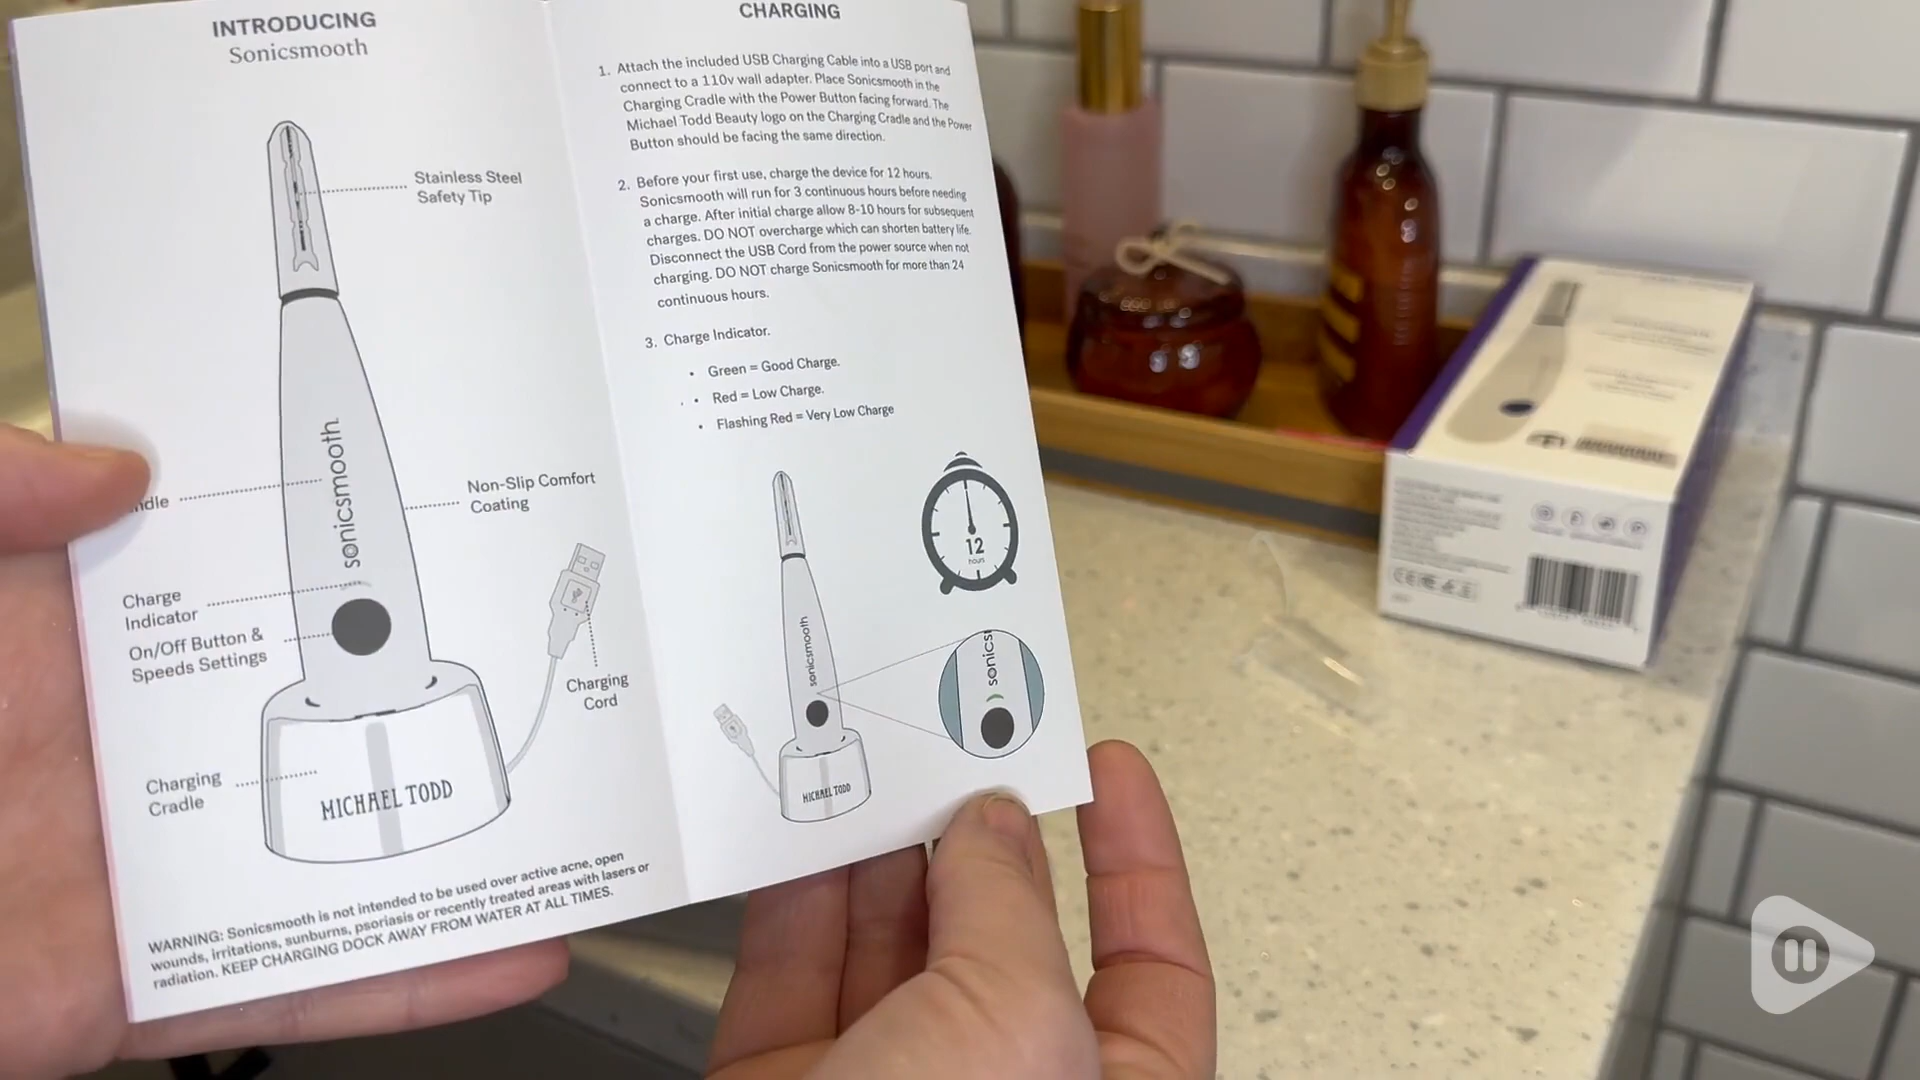 INTRODUCING
Sonicsmooth
Stainless Steel
Safety Tip
sonicsmooth.
Non-Slip Comfort
Coating
Charge
Indicator
On/Off Button &
Speeds Settings
Charging
Cord
Charging
Cradle
MICHAEL TODD
WARNING: Sonicsmooth is not intended to be used over active acne, open
wounds, irritations, sunburns, psoriasis or recently treated areas with lasers or
radiation. KEEP CHARGING DOCK AWAY FROM WATER AT ALL TIMES.
CHARGING
1. Attach the included USB Charging Cable into a USB port and
connect to a 110v wall adapter. Place Sonicsmooth in the
Charging Cradle with the Power Button facing forward. The
Michael Todd Beauty logo on the Charging Cradle and the Power
Button should be facing the same direction.
2. Before your first use, charge the device for 12 hours.
Sonicsmooth will run for 3 continuous hours before needing
a charge. After initial charge allow 8-10 hours for subsequent
charges. DO NOT overcharge which can shorten battery life.
Disconnect the USB Cord from the power source when not
charging. DO NOT charge Sonicsmooth for more than 24
continuous hours.
3. Charge Indicator.
• Green = Good Charge.
• Red = Low Charge.
• Flashing Red = Very Low Charge
12
hours
sonicsmooth
sonics
MICHAEL TODD